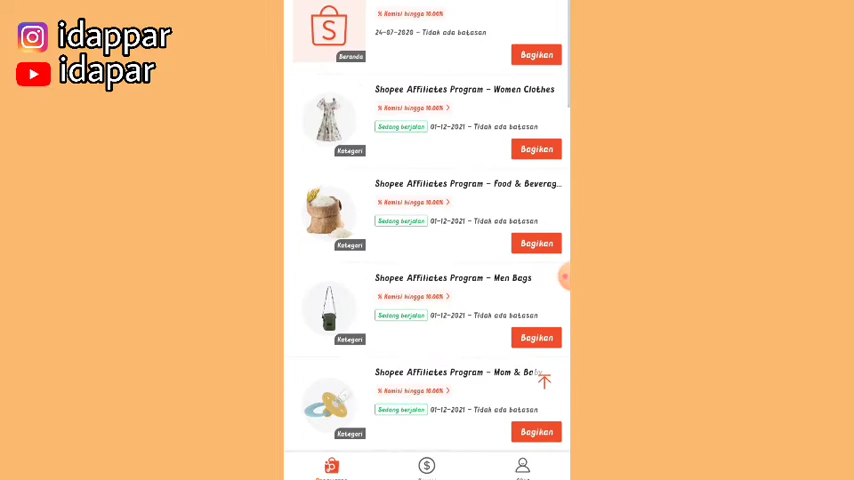 idappar
idapar
% Komisi hingga 10.00%
24-07-2020 - Tidak ada batasan
Beranda
Bagikan
Shopee Affiliates Program - Women Clothes
% Komisi hingga 10.00% >
Sedang berjalan 01-12-2021 - Tidak ada batasan
Kategori
Bagikan
Shopee Affiliates Program - Food & Beverag...
% Komisi hingga 10.00% >
Sedang berjalan 01-12-2021 - Tidak ada batasan
Kategori
Bagikan
Shopee Affiliates Program - Men Bags
% Komisi hingga 10.00% >
Sedang berjalan 01-12-2021 - Tidak ada batasan
Kategori
Bagikan
Shopee Affiliates Program - Mom & Baby
% Komisi hingga 10.00% >
Sedang berjalan 01-12-2021 - Tidak ada batasan
Kategori
Bagikan